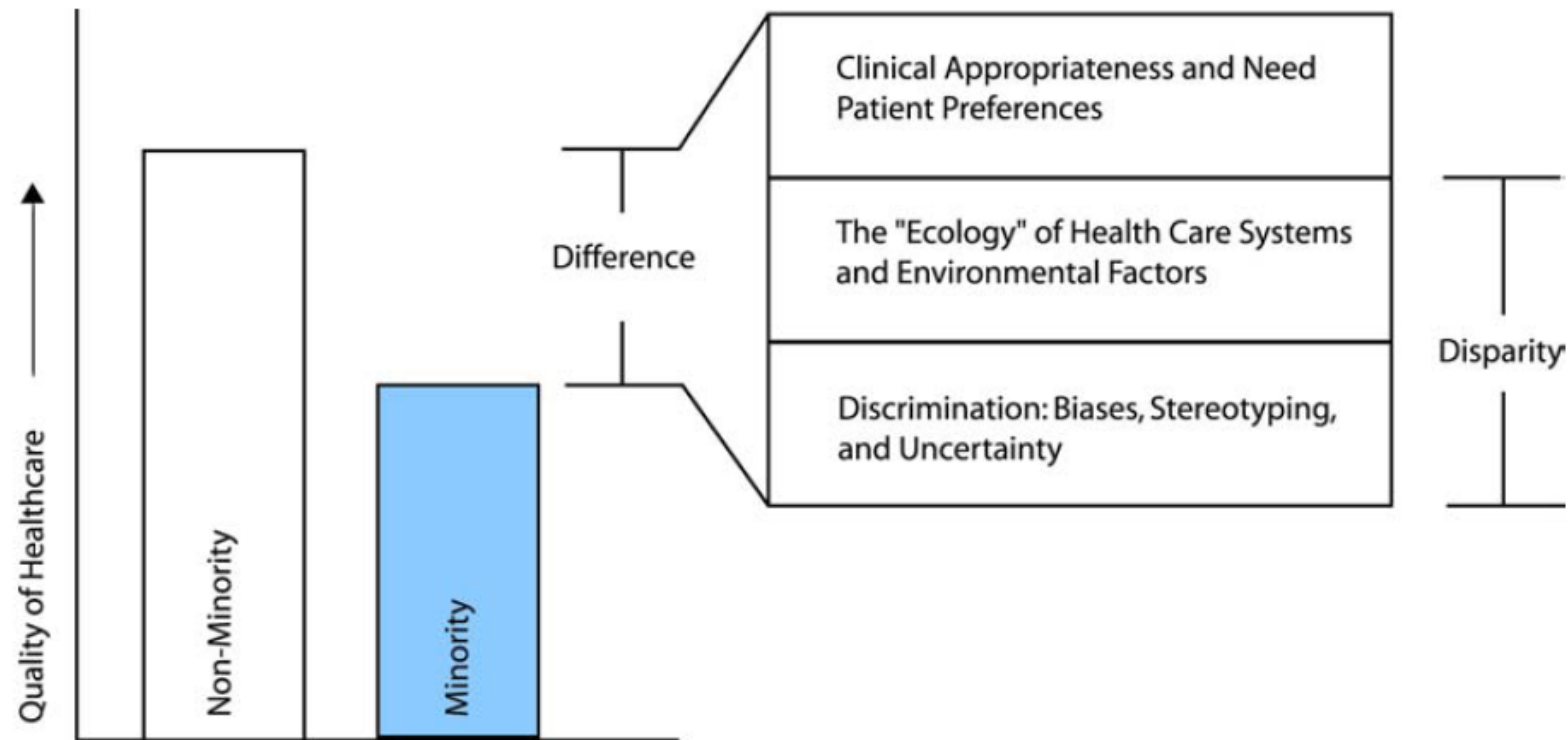 Quality of Healthcare
Non-Minority
Minority
Difference
Clinical Appropriateness and Need
Patient Preferences
The "Ecology" of Health Care Systems
and Environmental Factors
Discrimination: Biases, Stereotyping,
and Uncertainty
Disparity